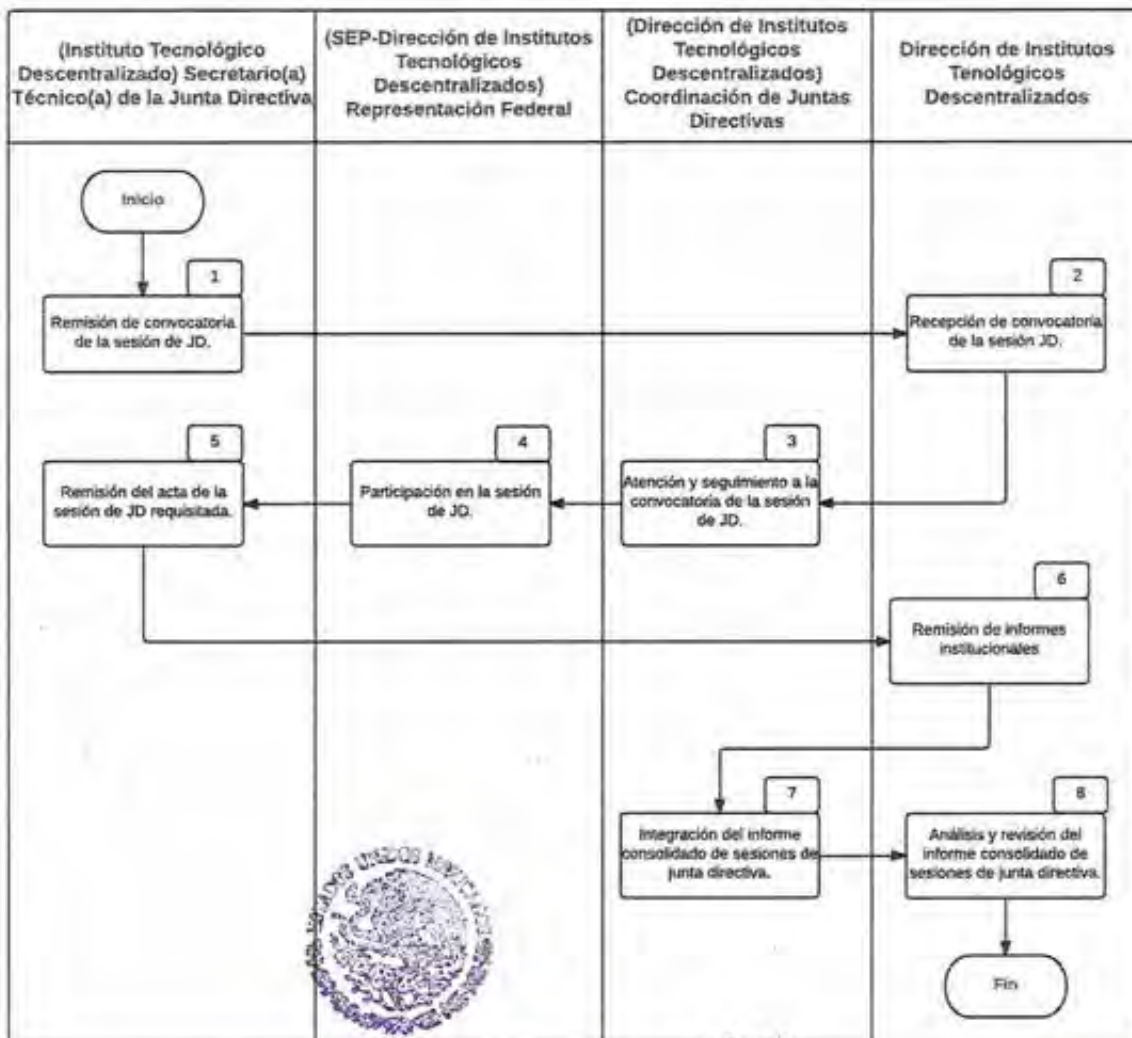 (Instituto Tecnológico
Descentralizado) Secretario(a)
Técnico(a) de la Junta Directiva
(SEP-Dirección de Institutos
Tecnológicos
Descentralizados)
Representación Federal
(Dirección de Institutos
Tecnológicos
Descentralizados)
Coordinación de Juntas
Directivas
Dirección de Institutos
Tenológicos
Descentralizados
Inicio
1
Remisión de convocatoria
de la sesión de JD.
2
Recepción de convocatoria
de la sesión JD.
3
Atención y seguimiento a la
convocatoria de la sesión
de JD.
4
Participación en la sesión
de JD.
5
Remisión del acta de la
sesión de JD requisitada.
6
Remisión de informes
institucionales
7
Integración del informe
consolidado de sesiones de
junta directiva.
8
Análisis y revisión del
informe consolidado de
sesiones de junta directiva.
Fin
UNIDOS